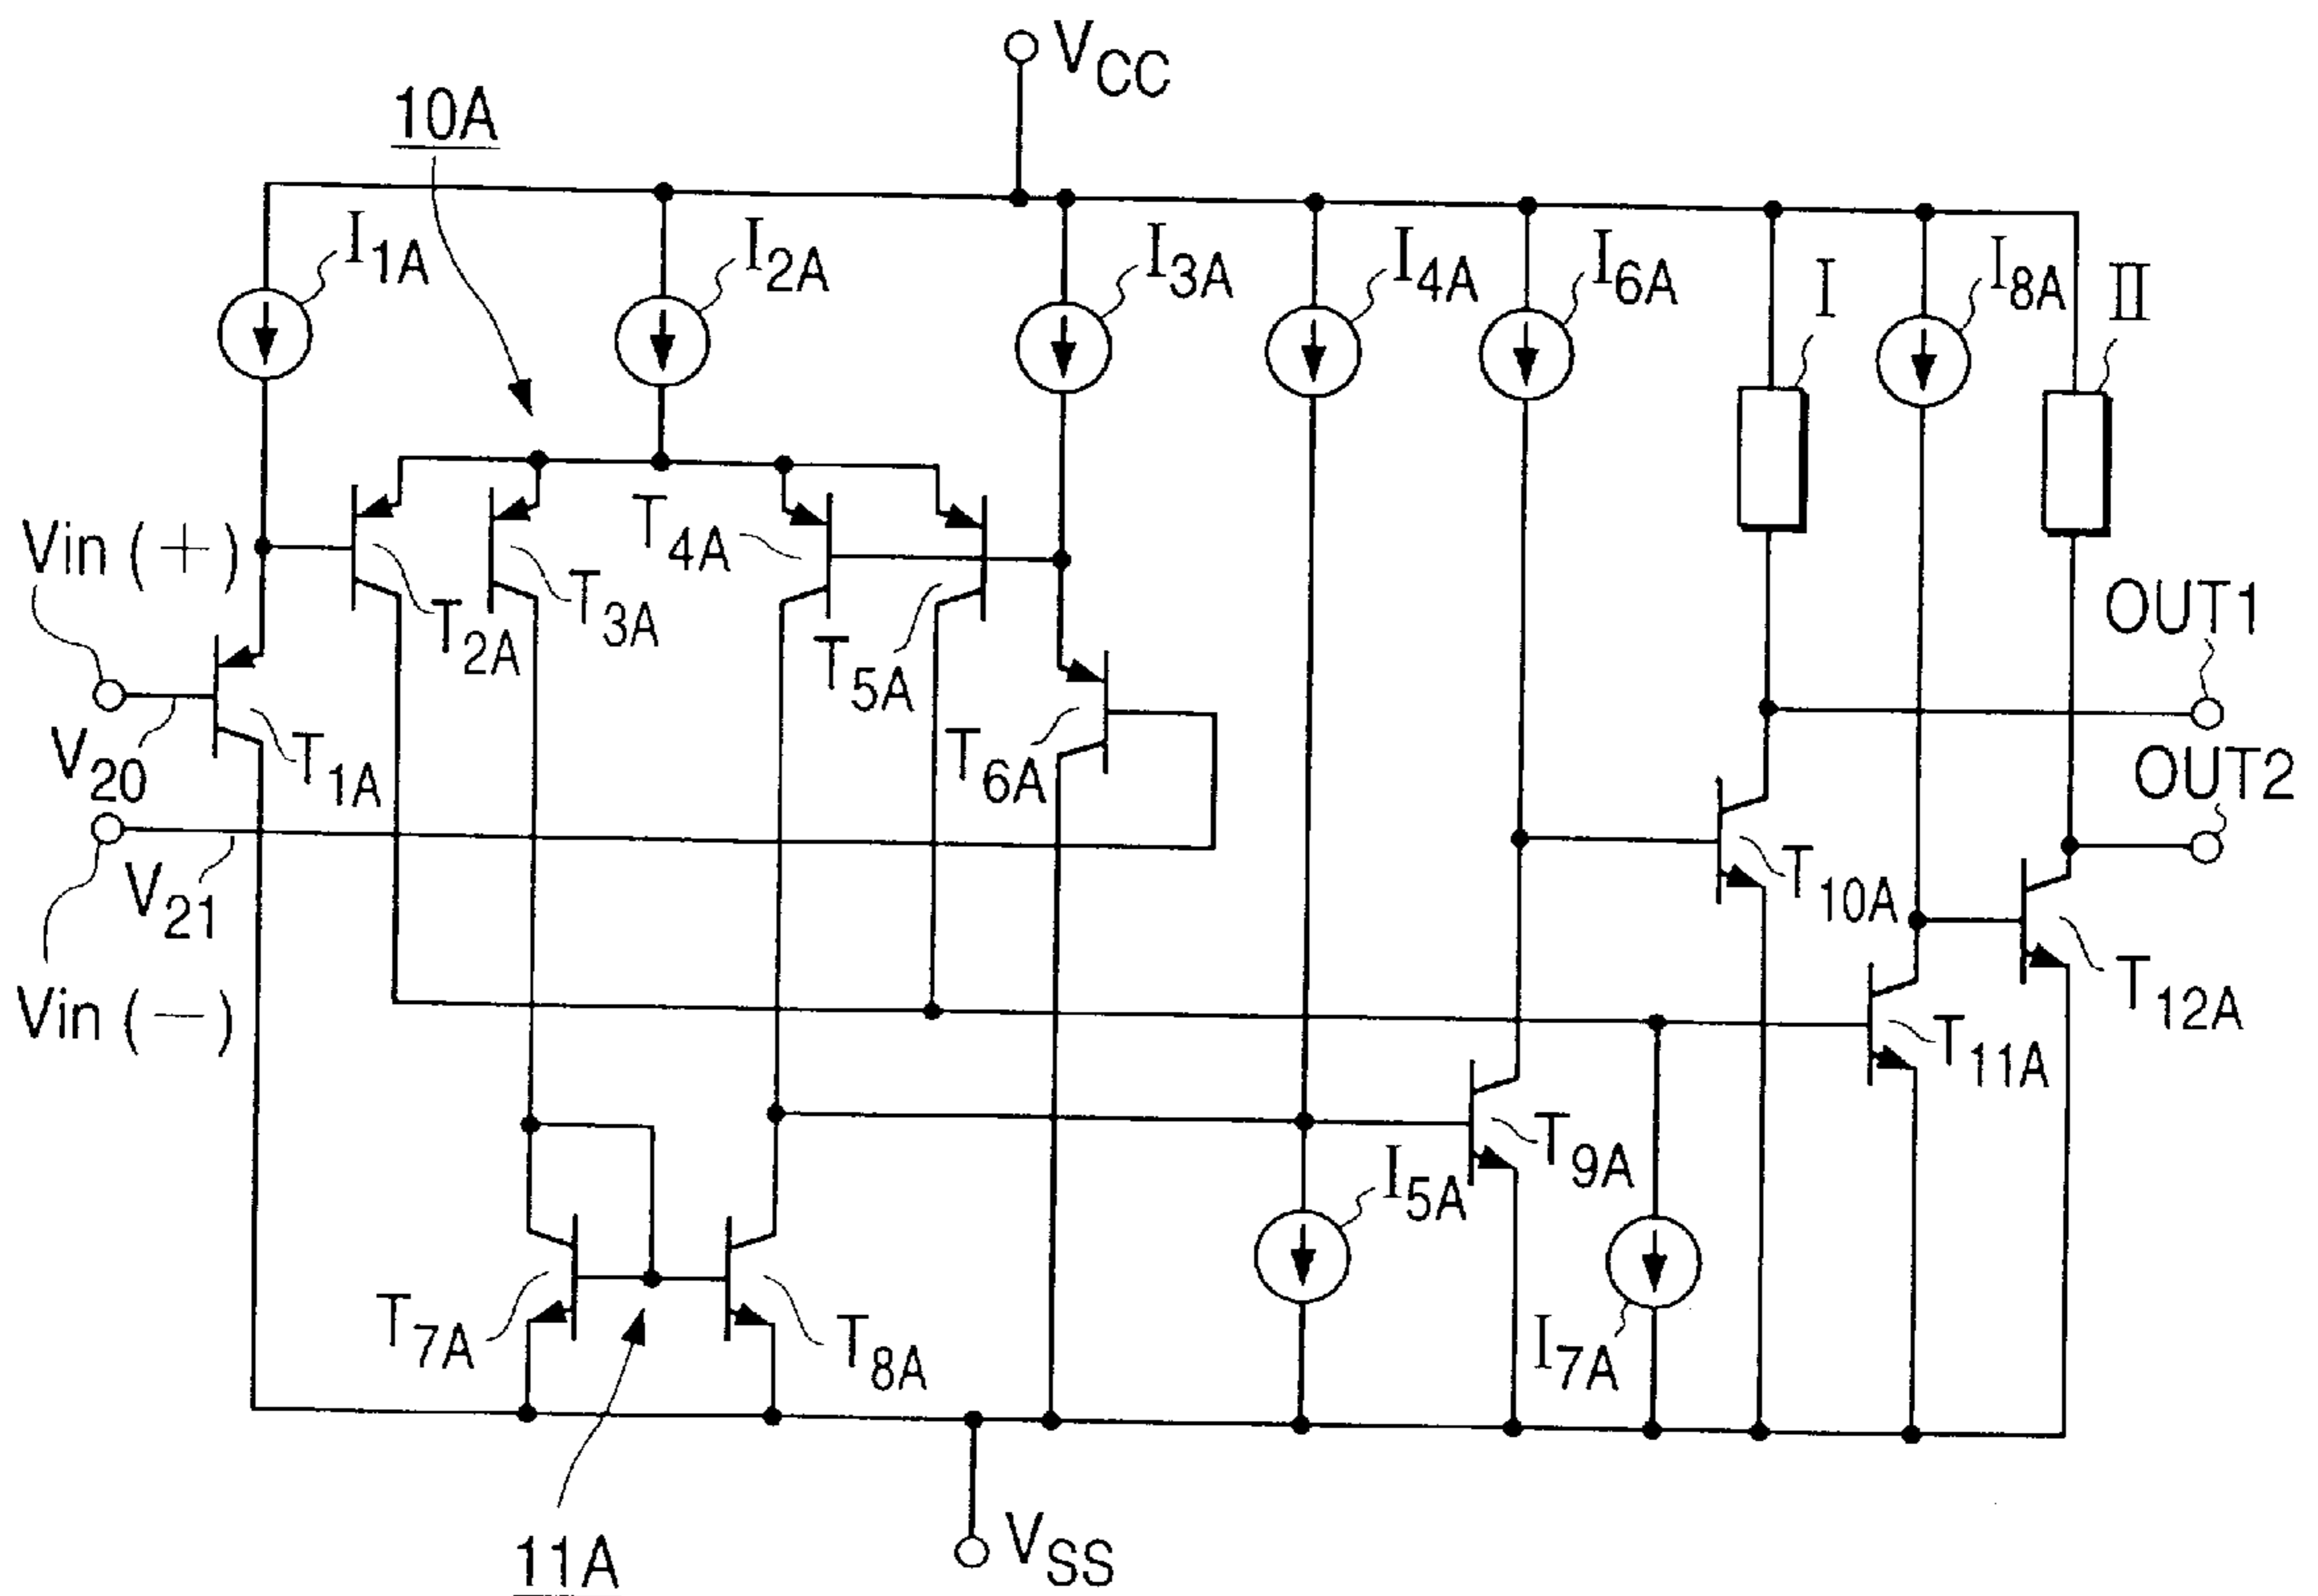 VCC
10A
I1A
I2A
I3A
I4A
I6A
I
I8A
II
Vin (+)
T2A
T3A
T4A
T5A
OUT1
V20
T1A
T6A
OUT2
V21
T10A
Vin (−)
T12A
T11A
T9A
I5A
T7A
T8A
I7A
11A
VSS